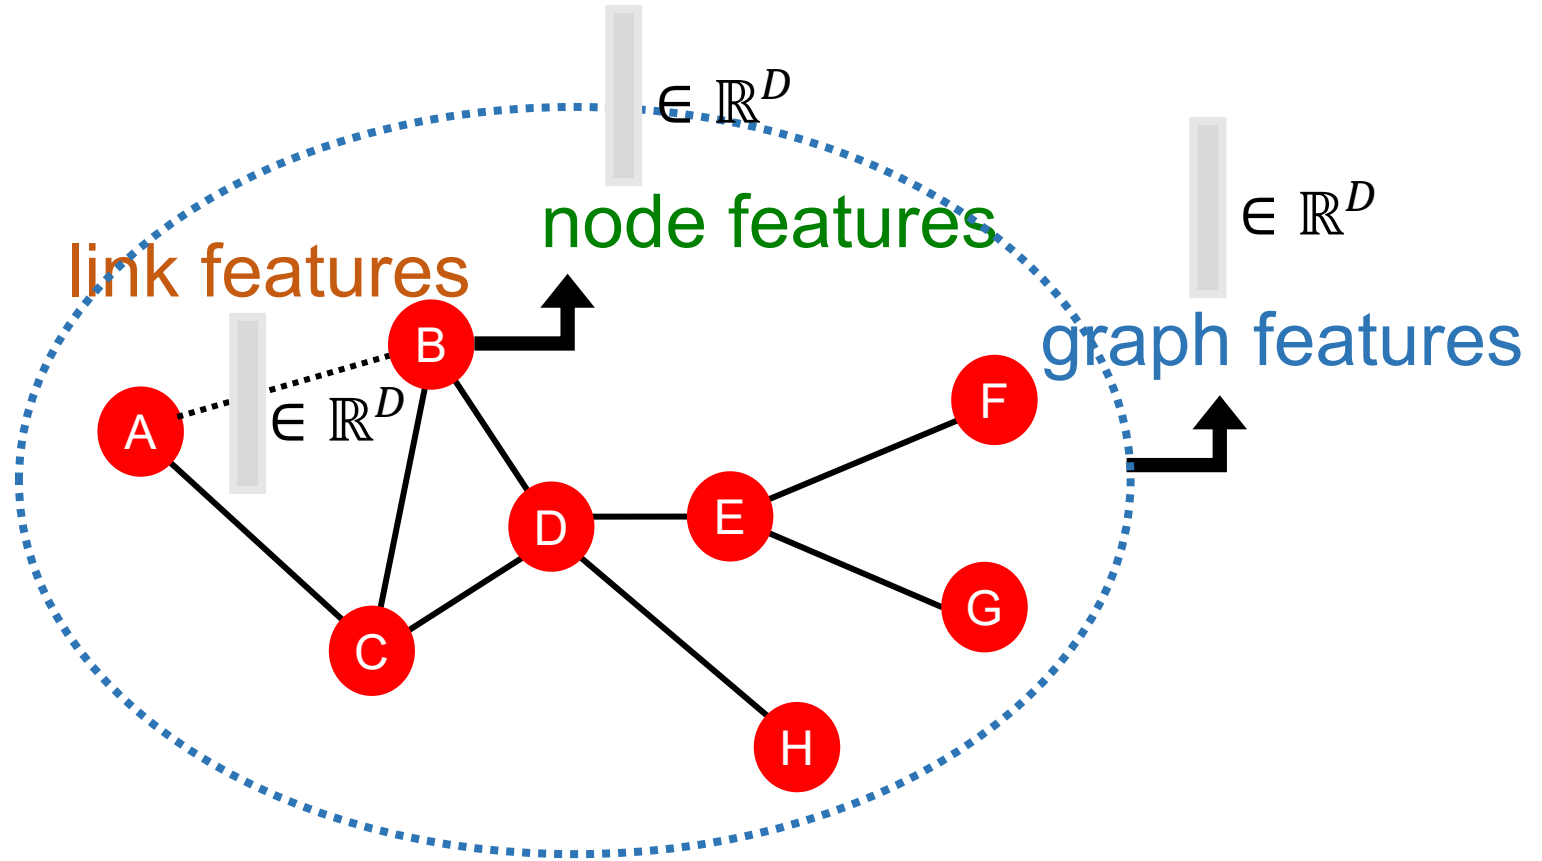 ∈ ℝ^D
node features
∈ ℝ^D
link features
graph features
B
F
A
∈ ℝ^D
D
E
G
C
H